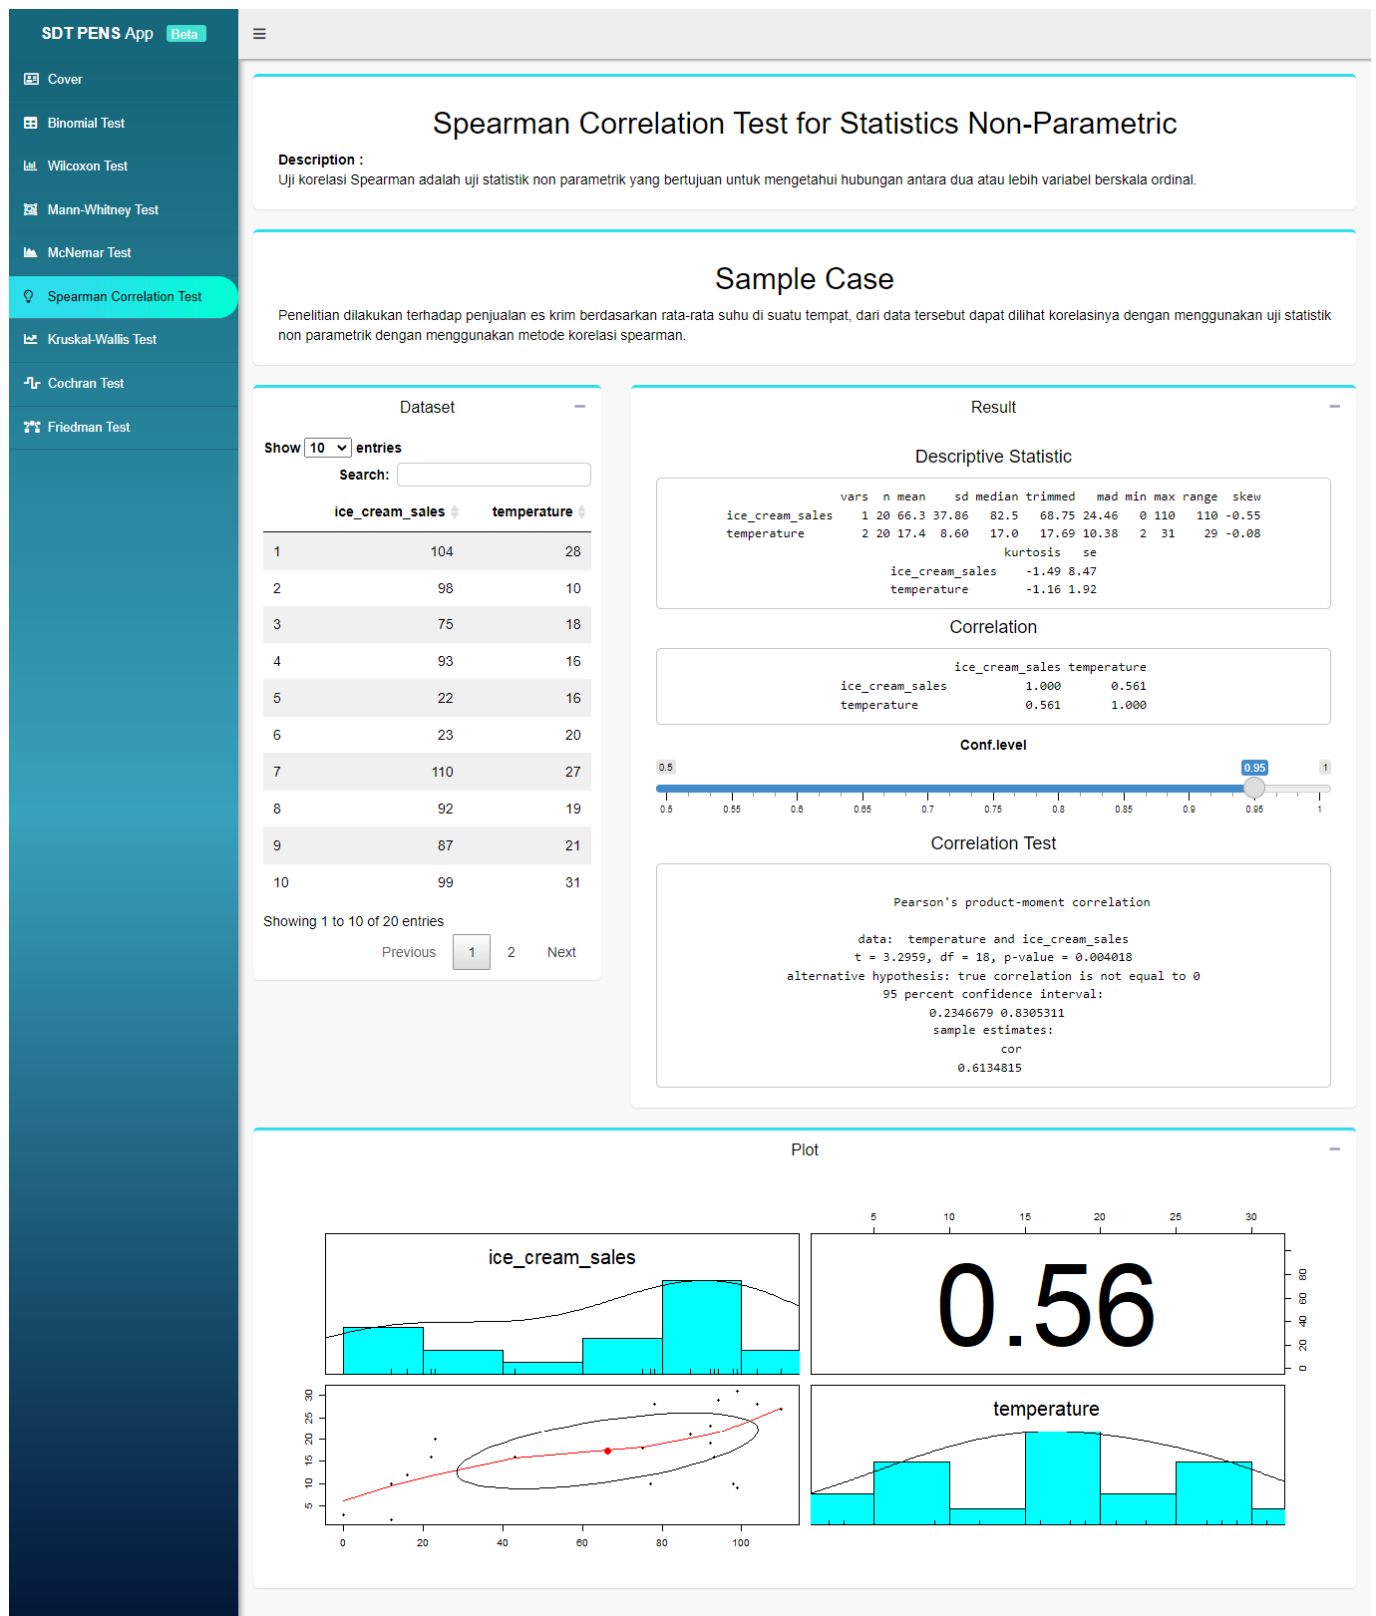 SDT PENS App Beta
Cover
Binomial Test
Wilcoxon Test
Mann-Whitney Test
McNemar Test
Spearman Correlation Test
Kruskal-Wallis Test
Cochran Test
Friedman Test
Spearman Correlation Test for Statistics Non-Parametric
Description :
Uji korelasi Spearman adalah uji statistik non parametrik yang bertujuan untuk mengetahui hubungan antara dua atau lebih variabel berskala ordinal.
Sample Case
Penelitian dilakukan terhadap penjualan es krim berdasarkan rata-rata suhu di suatu tempat, dari data tersebut dapat dilihat korelasinya dengan menggunakan uji statistik
non parametrik dengan menggunakan metode korelasi spearman.
Dataset
Show 10 entries
Search:
ice_cream_sales temperature
1 104 28
2 98 10
3 75 18
4 93 16
5 22 16
6 23 20
7 110 27
8 92 19
9 87 21
10 99 31
Showing 1 to 10 of 20 entries
Previous 1 2 Next
Result
Descriptive Statistic
vars n mean sd median trimmed mad min max range skew
ice_cream_sales 1 20 66.3 37.86 82.5 68.75 24.46 0 110 110 -0.55
temperature 2 20 17.4 8.60 17.0 17.69 10.38 2 31 29 -0.08
kurtosis se
ice_cream_sales -1.49 8.47
temperature -1.16 1.92
Correlation
ice_cream_sales temperature
ice_cream_sales 1.000 0.561
temperature 0.561 1.000
Conf.level
0.5 0.95 1
0.5 0.55 0.6 0.65 0.7 0.75 0.8 0.85 0.9 0.95 1
Correlation Test
Pearson's product-moment correlation
data: temperature and ice_cream_sales
t = 3.2959, df = 18, p-value = 0.004018
alternative hypothesis: true correlation is not equal to 0
95 percent confidence interval:
0.2346679 0.8305311
sample estimates:
cor
0.6134815
Plot
5 10 15 20 25 30
ice_cream_sales
0.56
80
60
40
20
0
30
25
20
15
10
5
temperature
0 20 40 60 80 100